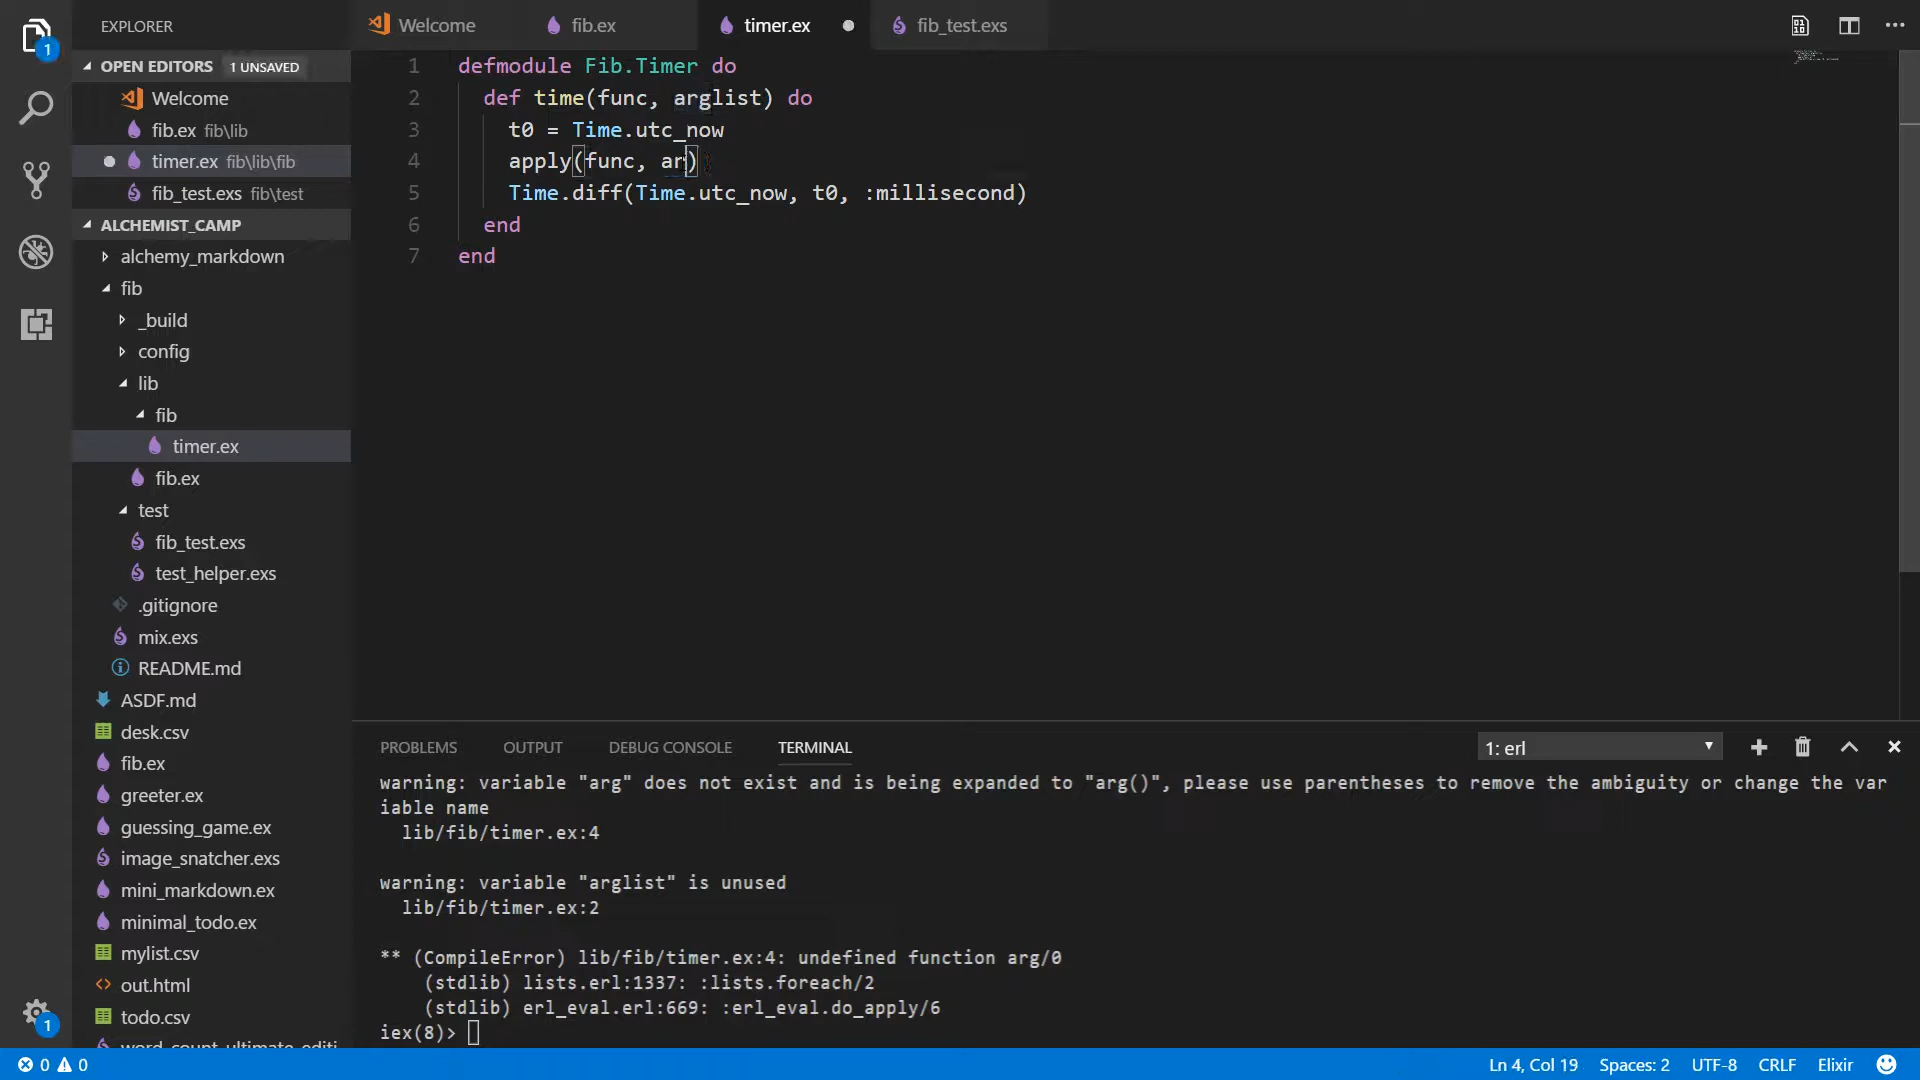 EXPLORER
OPEN EDITORS 1 UNSAVED
Welcome
fib.ex fib\lib
timer.ex fib\lib\fib
fib_test.exs fib\test
ALCHEMIST_CAMP
alchemy_markdown
fib
_build
config
lib
fib
timer.ex
fib.ex
test
fib_test.exs
test_helper.exs
.gitignore
mix.exs
README.md
ASDF.md
desk.csv
fib.ex
greeter.ex
guessing_game.ex
image_snatcher.exs
mini_markdown.ex
minimal_todo.ex
mylist.csv
out.html
todo.csv
word_count_ultimate_editi
1
1
Welcome fib.ex timer.ex fib_test.exs
1 defmodule Fib.Timer do
2 def time(func, arglist) do
3 t0 = Time.utc_now
4 apply(func, ar)
5 Time.diff(Time.utc_now, t0, :millisecond)
6 end
7 end
PROBLEMS OUTPUT DEBUG CONSOLE TERMINAL 1: erl
warning: variable "arg" does not exist and is being expanded to "arg()", please use parentheses to remove the ambiguity or change the var
iable name
lib/fib/timer.ex:4
warning: variable "arglist" is unused
lib/fib/timer.ex:2
** (CompileError) lib/fib/timer.ex:4: undefined function arg/0
(stdlib) lists.erl:1337: :lists.foreach/2
(stdlib) erl_eval.erl:669: :erl_eval.do_apply/6
iex(8)>
0 0 Ln 4, Col 19 Spaces: 2 UTF-8 CRLF Elixir